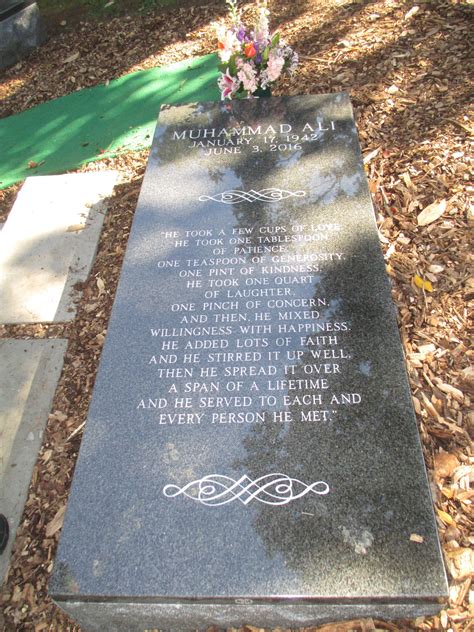 MUHAMMAD ALI
JANUARY 17, 1942
JUNE 3, 2016
"HE TOOK A FEW CUPS OF LOVE.
HE TOOK ONE TABLESPOON
OF PATIENCE,
ONE TEASPOON OF GENEROSITY,
ONE PINT OF KINDNESS.
HE TOOK ONE QUART
OF LAUGHTER,
ONE PINCH OF CONCERN,
AND THEN, HE MIXED
WILLINGNESS WITH HAPPINESS.
HE ADDED LOTS OF FAITH
AND HE STIRRED IT UP WELL.
THEN HE SPREAD IT OVER
A SPAN OF A LIFETIME
AND HE SERVED TO EACH AND
EVERY PERSON HE MET."